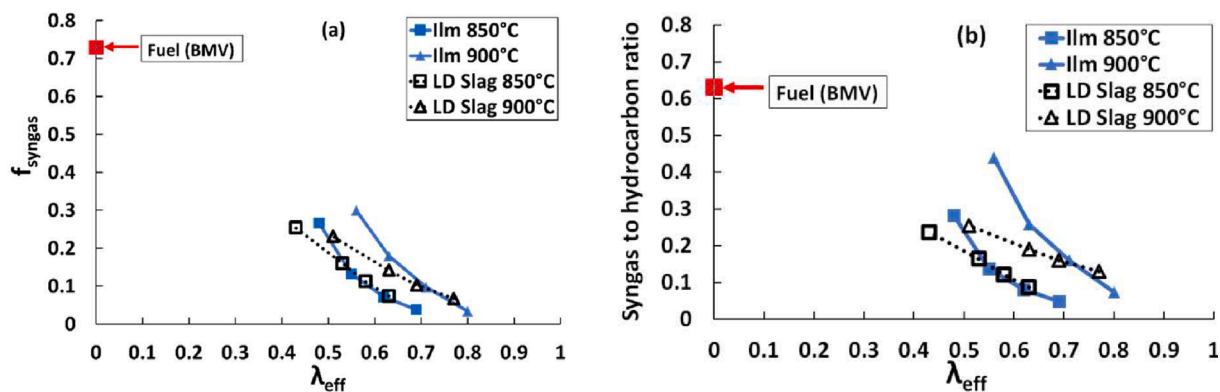 (a)
Ilm 850°C
Ilm 900°C
LD Slag 850°C
LD Slag 900°C
Fuel (BMV)
f_syngas
0.8
0.7
0.6
0.5
0.4
0.3
0.2
0.1
0
0 0.1 0.2 0.3 0.4 0.5 0.6 0.7 0.8 0.9 1
λ_eff
(b)
Ilm 850°C
Ilm 900°C
LD Slag 850°C
LD Slag 900°C
Fuel (BMV)
Syngas to hydrocarbon ratio
0.8
0.7
0.6
0.5
0.4
0.3
0.2
0.1
0
0 0.1 0.2 0.3 0.4 0.5 0.6 0.7 0.8 0.9 1
λ_eff